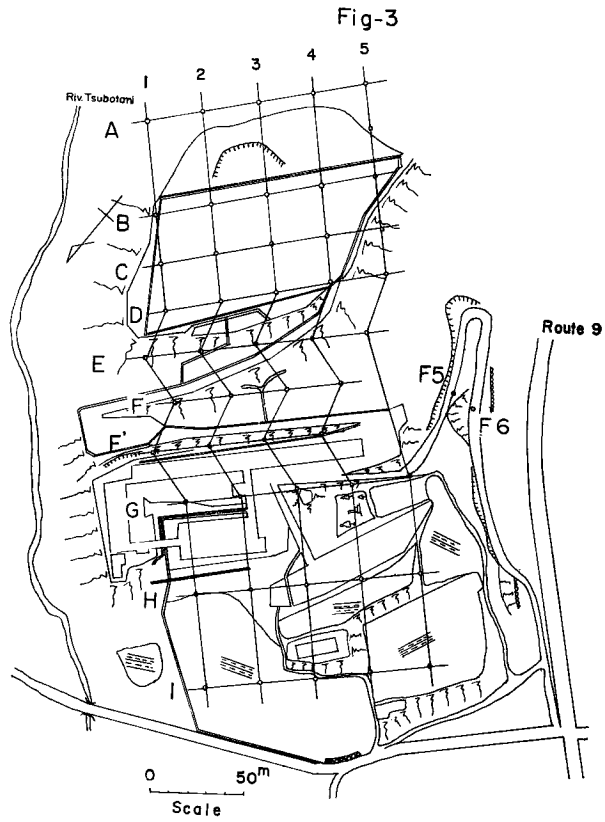 Fig-3
1 2 3 4 5
Riv. Tsubotani
A
B
C
D
E
F
F'
G
H
I
F5
F6
Route 9
0 50m
Scale